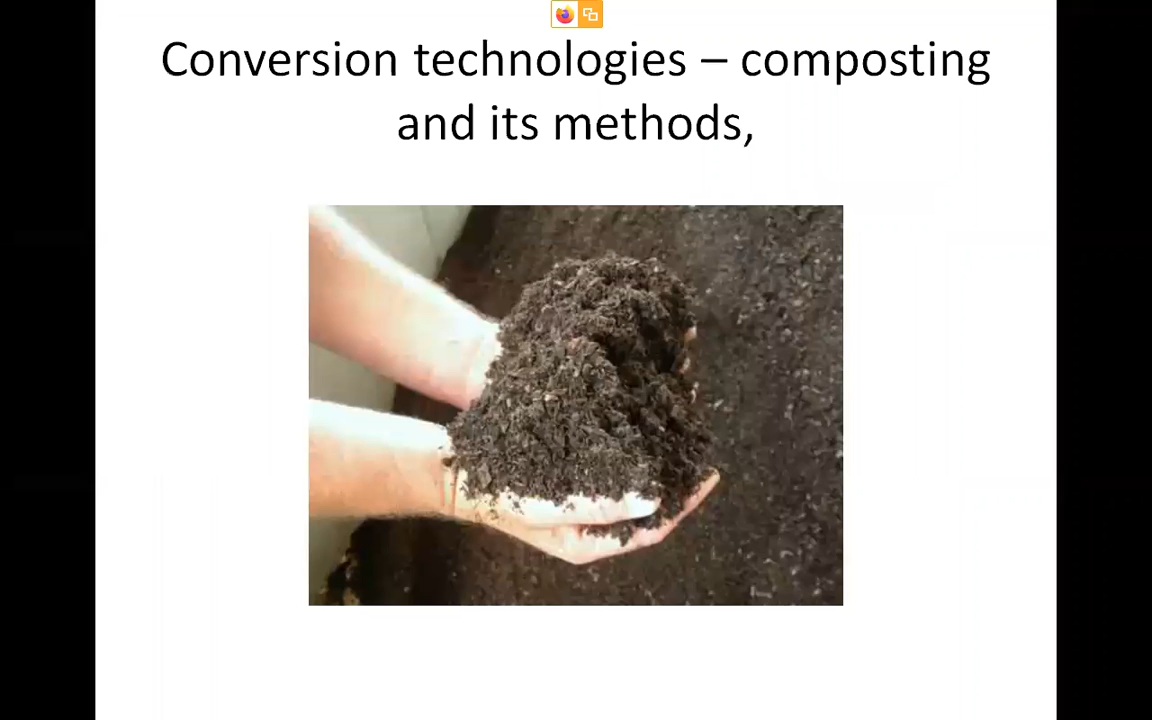 Conversion technologies – composting
and its methods,